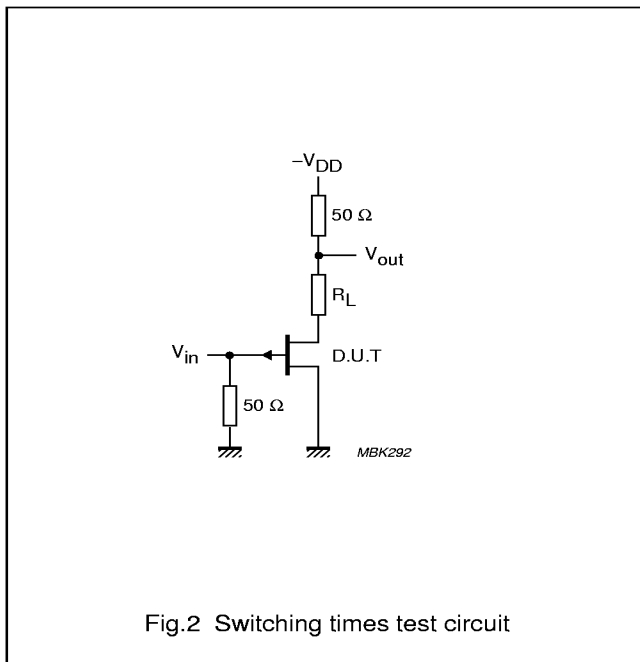 –VDD
50 Ω
Vout
RL
Vin
D.U.T
50 Ω
MBK292
Fig.2 Switching times test circuit